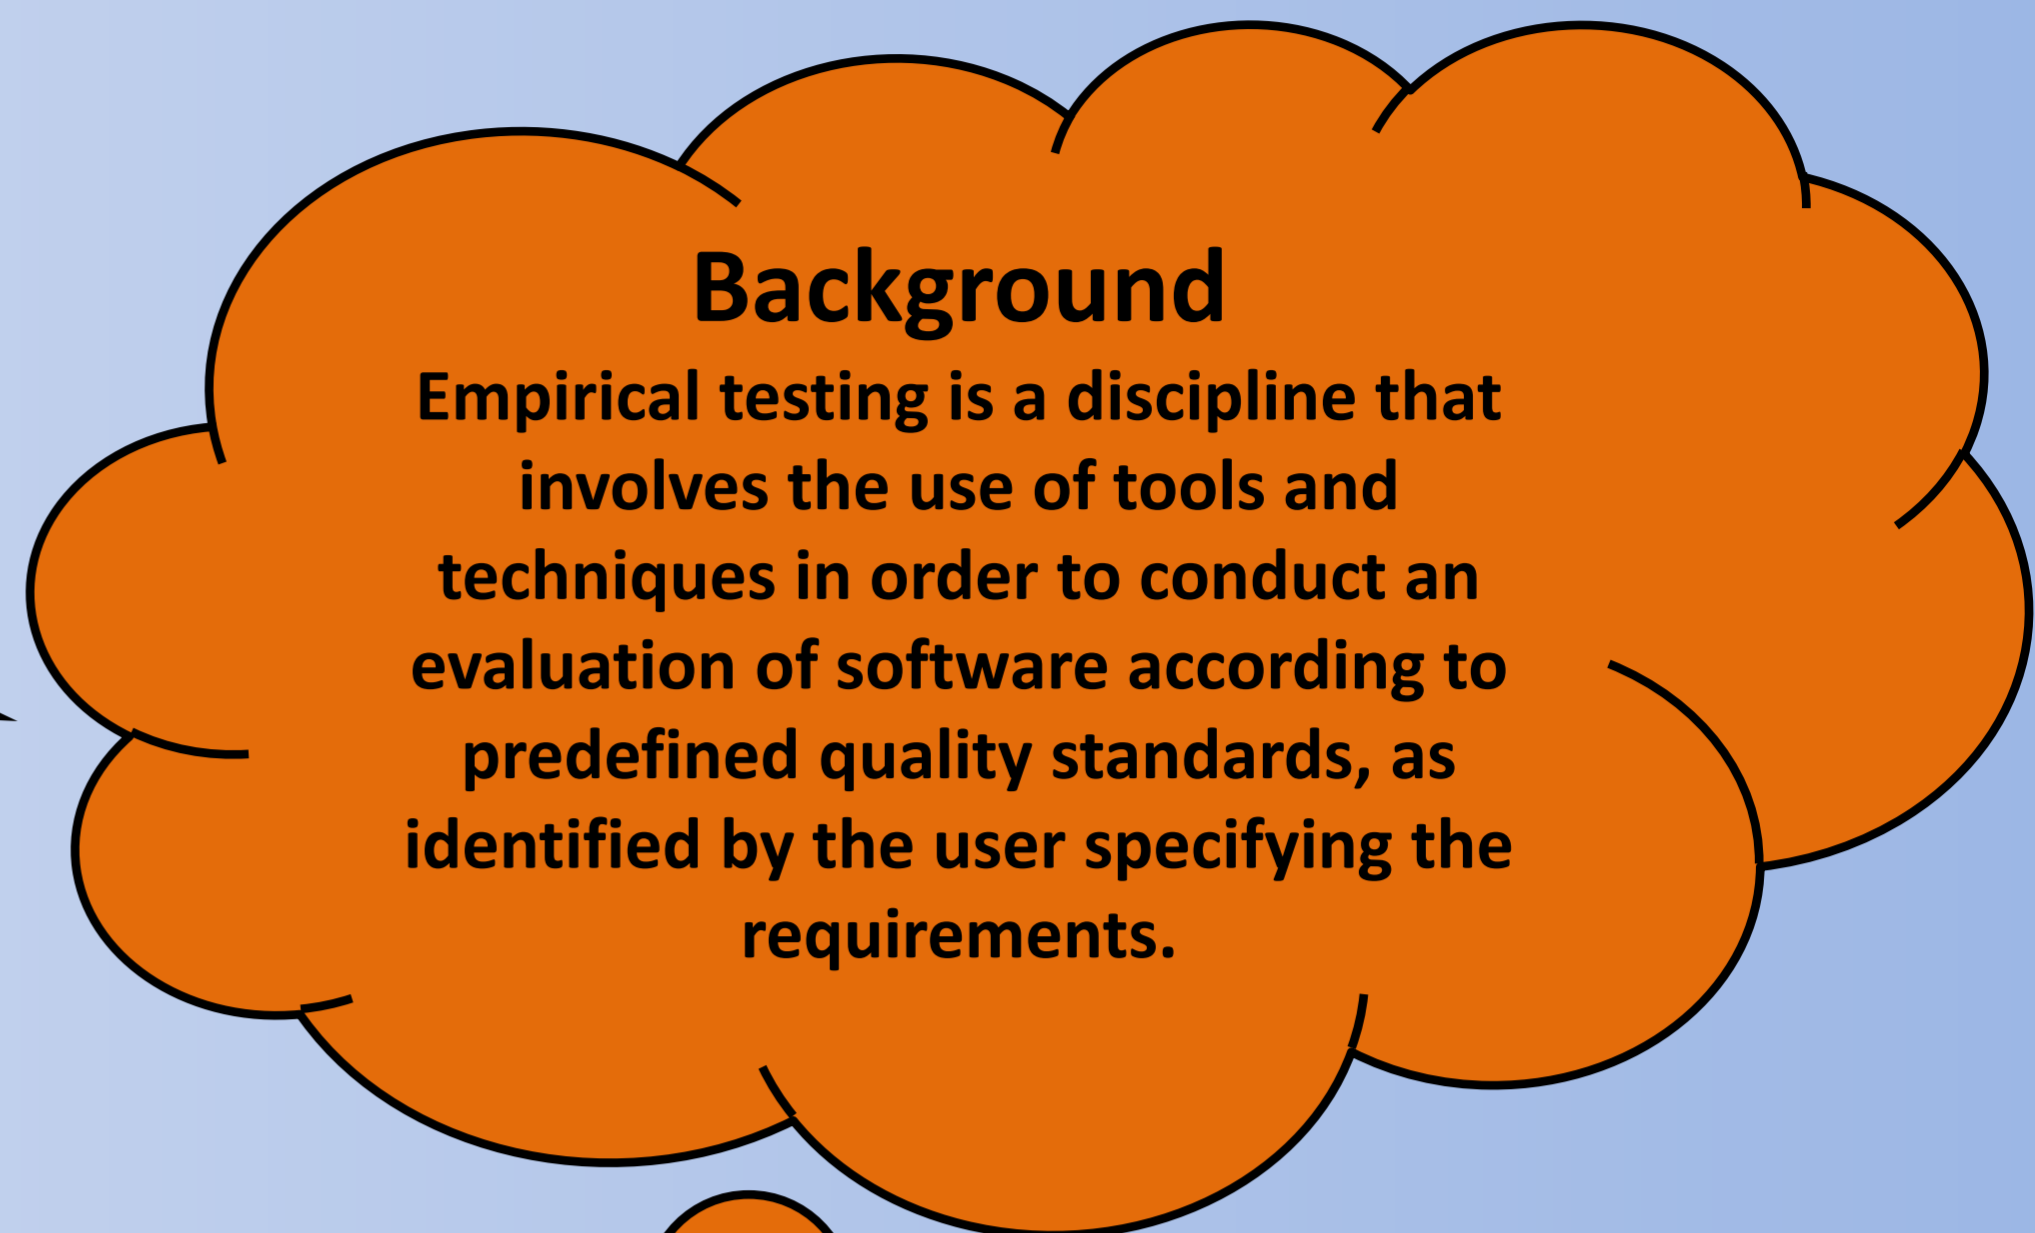 Background
Empirical testing is a discipline that
involves the use of tools and
techniques in order to conduct an
evaluation of software according to
predefined quality standards, as
identified by the user specifying the
requirements.